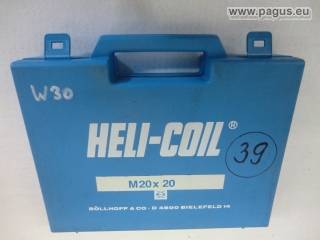 www.pagus.eu
W30
HELI-COIL®
39
M20x20
BÖLLHOFF & CO · D 4800 BIELEFELD 14